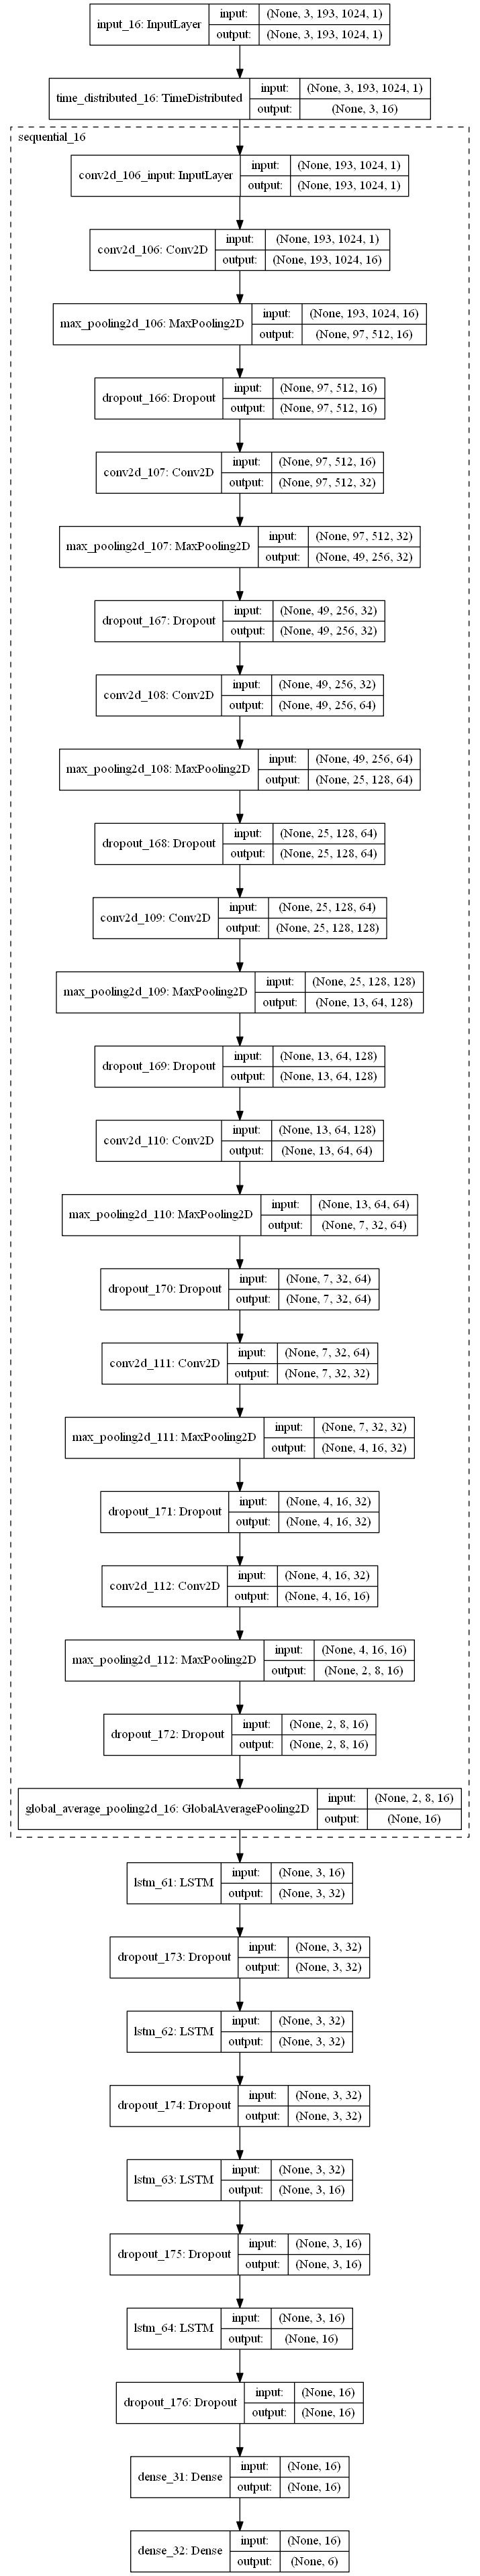 input_16: InputLayer input: (None, 3, 193, 1024, 1)
output: (None, 3, 193, 1024, 1)
time_distributed_16: TimeDistributed input: (None, 3, 193, 1024, 1)
output: (None, 3, 16)
sequential_16
conv2d_106_input: InputLayer input: (None, 193, 1024, 1)
output: (None, 193, 1024, 1)
conv2d_106: Conv2D input: (None, 193, 1024, 1)
output: (None, 193, 1024, 16)
max_pooling2d_106: MaxPooling2D input: (None, 193, 1024, 16)
output: (None, 97, 512, 16)
dropout_166: Dropout input: (None, 97, 512, 16)
output: (None, 97, 512, 16)
conv2d_107: Conv2D input: (None, 97, 512, 16)
output: (None, 97, 512, 32)
max_pooling2d_107: MaxPooling2D input: (None, 97, 512, 32)
output: (None, 49, 256, 32)
dropout_167: Dropout input: (None, 49, 256, 32)
output: (None, 49, 256, 32)
conv2d_108: Conv2D input: (None, 49, 256, 32)
output: (None, 49, 256, 64)
max_pooling2d_108: MaxPooling2D input: (None, 49, 256, 64)
output: (None, 25, 128, 64)
dropout_168: Dropout input: (None, 25, 128, 64)
output: (None, 25, 128, 64)
conv2d_109: Conv2D input: (None, 25, 128, 64)
output: (None, 25, 128, 128)
max_pooling2d_109: MaxPooling2D input: (None, 25, 128, 128)
output: (None, 13, 64, 128)
dropout_169: Dropout input: (None, 13, 64, 128)
output: (None, 13, 64, 128)
conv2d_110: Conv2D input: (None, 13, 64, 128)
output: (None, 13, 64, 64)
max_pooling2d_110: MaxPooling2D input: (None, 13, 64, 64)
output: (None, 7, 32, 64)
dropout_170: Dropout input: (None, 7, 32, 64)
output: (None, 7, 32, 64)
conv2d_111: Conv2D input: (None, 7, 32, 64)
output: (None, 7, 32, 32)
max_pooling2d_111: MaxPooling2D input: (None, 7, 32, 32)
output: (None, 4, 16, 32)
dropout_171: Dropout input: (None, 4, 16, 32)
output: (None, 4, 16, 32)
conv2d_112: Conv2D input: (None, 4, 16, 32)
output: (None, 4, 16, 16)
max_pooling2d_112: MaxPooling2D input: (None, 4, 16, 16)
output: (None, 2, 8, 16)
dropout_172: Dropout input: (None, 2, 8, 16)
output: (None, 2, 8, 16)
global_average_pooling2d_16: GlobalAveragePooling2D input: (None, 2, 8, 16)
output: (None, 16)
lstm_61: LSTM input: (None, 3, 16)
output: (None, 3, 32)
dropout_173: Dropout input: (None, 3, 32)
output: (None, 3, 32)
lstm_62: LSTM input: (None, 3, 32)
output: (None, 3, 32)
dropout_174: Dropout input: (None, 3, 32)
output: (None, 3, 32)
lstm_63: LSTM input: (None, 3, 32)
output: (None, 3, 16)
dropout_175: Dropout input: (None, 3, 16)
output: (None, 3, 16)
lstm_64: LSTM input: (None, 3, 16)
output: (None, 16)
dropout_176: Dropout input: (None, 16)
output: (None, 16)
dense_31: Dense input: (None, 16)
output: (None, 16)
dense_32: Dense input: (None, 16)
output: (None, 6)